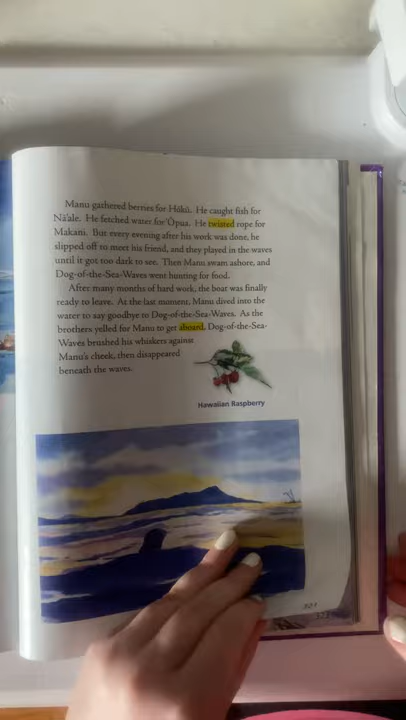 Manu gathered berries for Hōkū. He caught fish for
Na'ale. He fetched water for 'Ōpua. He twisted rope for
Makani. But every evening after his work was done, he
slipped off to meet his friend, and they played in the waves
until it got too dark to see. Then Manu swam ashore, and
Dog-of-the-Sea-Waves went hunting for food.
After many months of hard work, the boat was finally
ready to leave. At the last moment, Manu dived into the
water to say goodbye to Dog-of-the-Sea-Waves. As the
brothers yelled for Manu to get aboard, Dog-of-the-Sea-
Waves brushed his whiskers against
Manu's cheek, then disappeared
beneath the waves.
Hawaiian Raspberry